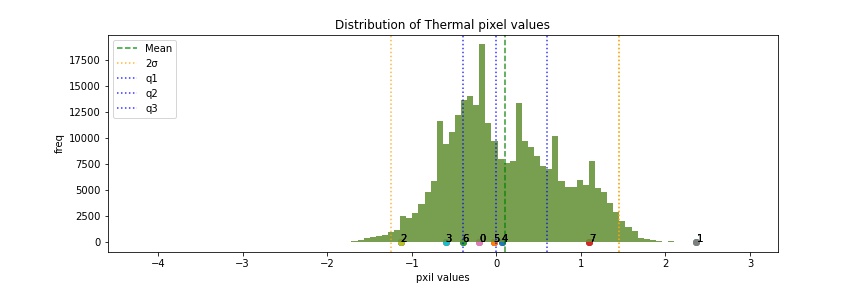 Distribution of Thermal pixel values
Mean
2σ
q1
q2
q3
freq
17500
15000
12500
10000
7500
5000
2500
0
2 3 6 0 5 4 7 1
−4 −3 −2 −1 0 1 2 3
pxil values